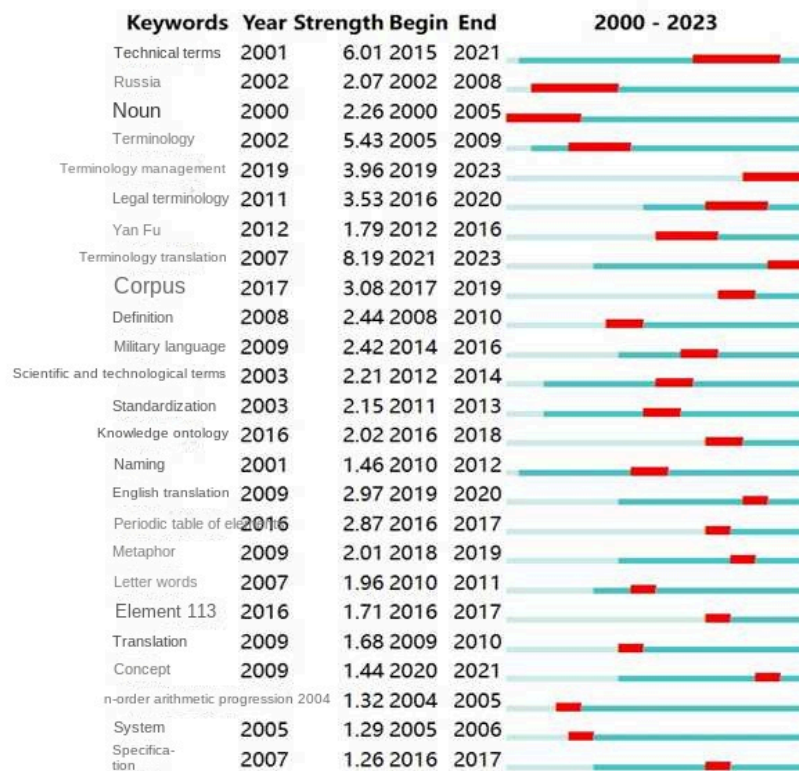 Keywords Year Strength Begin End 2000 - 2023
Technical terms 2001 6.01 2015 2021
Russia 2002 2.07 2002 2008
Noun 2000 2.26 2000 2005
Terminology 2002 5.43 2005 2009
Terminology management 2019 3.96 2019 2023
Legal terminology 2011 3.53 2016 2020
Yan Fu 2012 1.79 2012 2016
Terminology translation 2007 8.19 2021 2023
Corpus 2017 3.08 2017 2019
Definition 2008 2.44 2008 2010
Military language 2009 2.42 2014 2016
Scientific and technological terms 2003 2.21 2012 2014
Standardization 2003 2.15 2011 2013
Knowledge ontology 2016 2.02 2016 2018
Naming 2001 1.46 2010 2012
English translation 2009 2.97 2019 2020
Periodic table of elements 2016 2.87 2016 2017
Metaphor 2009 2.01 2018 2019
Letter words 2007 1.96 2010 2011
Element 113 2016 1.71 2016 2017
Translation 2009 1.68 2009 2010
Concept 2009 1.44 2020 2021
n-order arithmetic progression 2004 1.32 2004 2005
System 2005 1.29 2005 2006
Specifica-
tion 2007 1.26 2016 2017